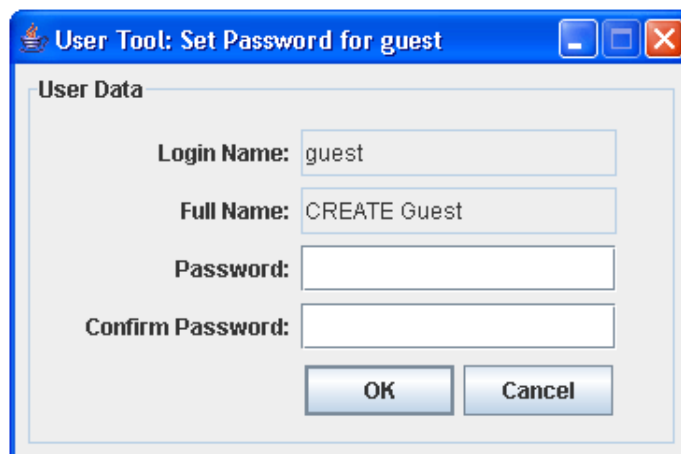 User Tool: Set Password for guest
User Data
Login Name: guest
Full Name: CREATE Guest
Password:
Confirm Password:
OK Cancel